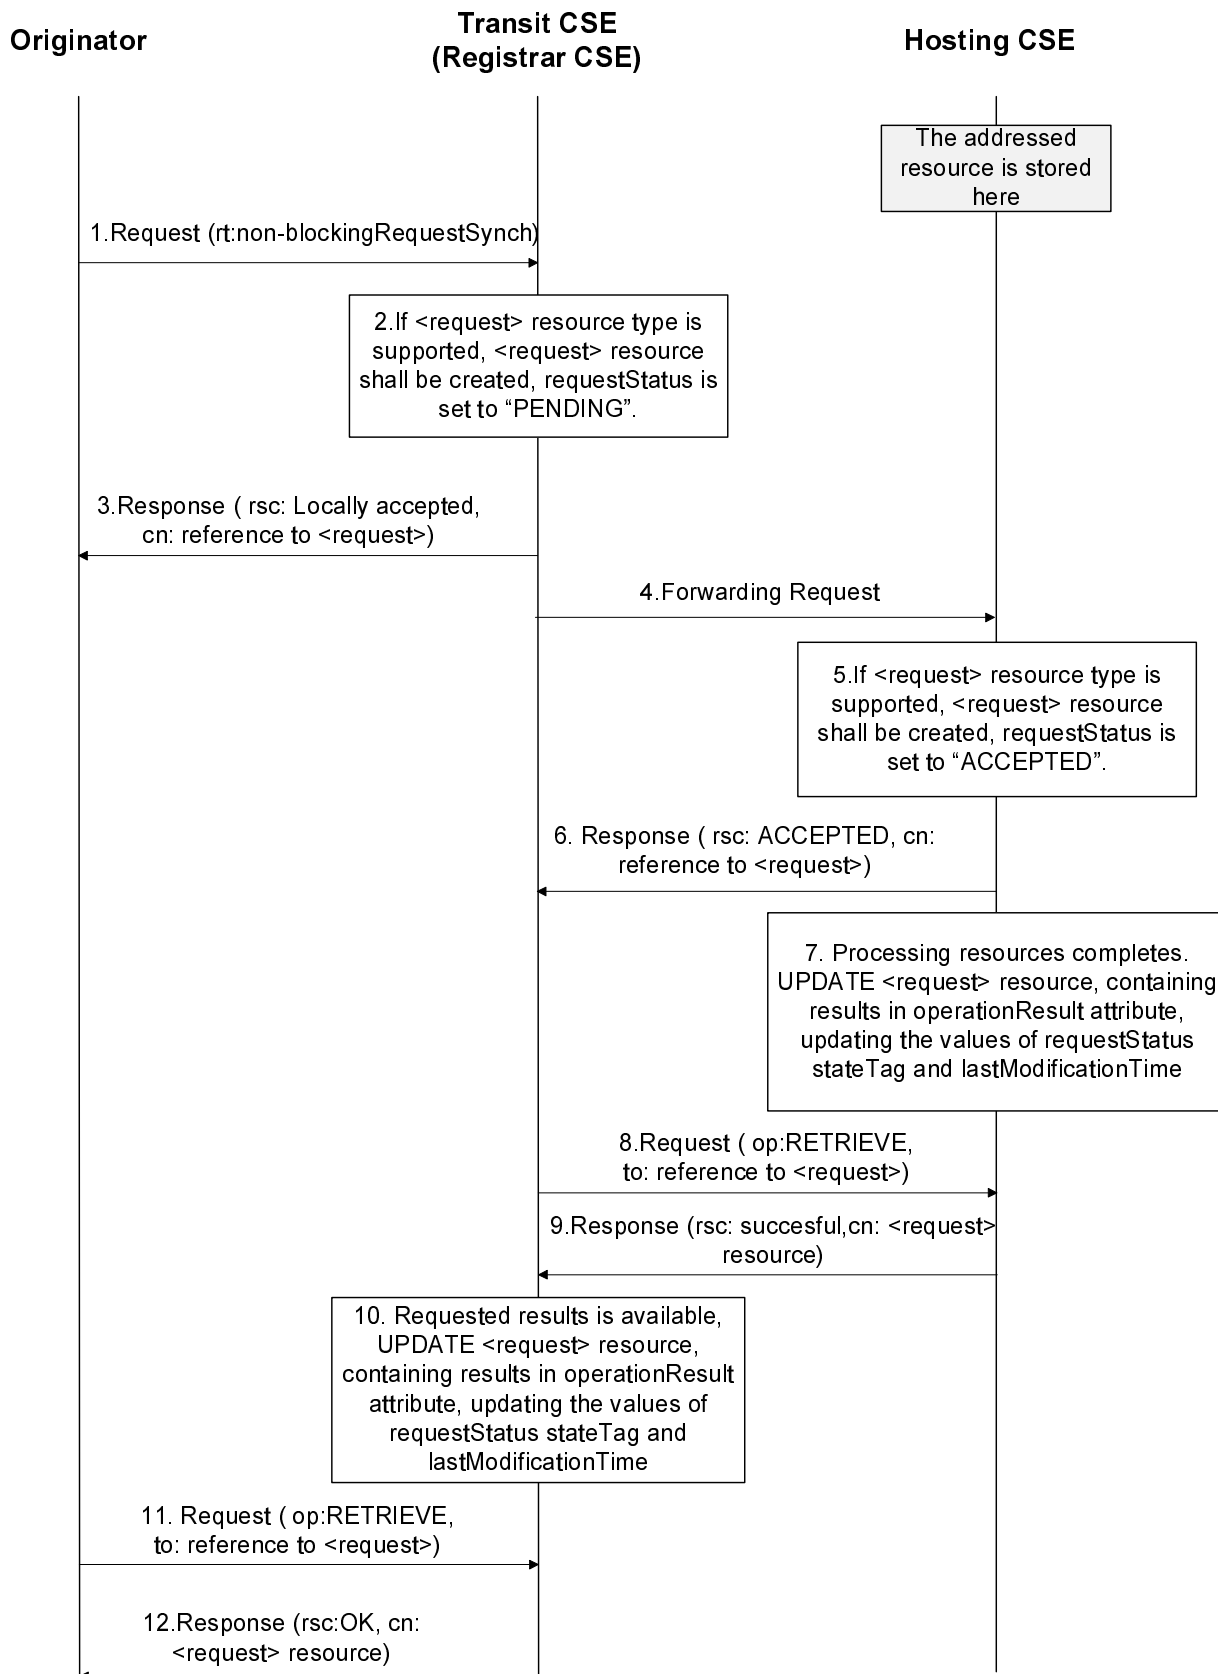 Originator
Transit CSE
(Registrar CSE)
Hosting CSE
The addressed
resource is stored
here
1.Request (rt:non-blockingRequestSynch)
2.If <request> resource type is
supported, <request> resource
shall be created, requestStatus is
set to “PENDING”.
3.Response ( rsc: Locally accepted,
cn: reference to <request>)
4.Forwarding Request
5.If <request> resource type is
supported, <request> resource
shall be created, requestStatus is
set to “ACCEPTED”.
6. Response ( rsc: ACCEPTED, cn:
reference to <request>)
7. Processing resources completes.
UPDATE <request> resource, containing
results in operationResult attribute,
updating the values of requestStatus
stateTag and lastModificationTime
8.Request ( op:RETRIEVE,
to: reference to <request>)
9.Response (rsc: succesful,cn: <request>
resource)
10. Requested results is available,
UPDATE <request> resource,
containing results in operationResult
attribute, updating the values of
requestStatus stateTag and
lastModificationTime
11. Request ( op:RETRIEVE,
to: reference to <request>)
12.Response (rsc:OK, cn:
<request> resource)